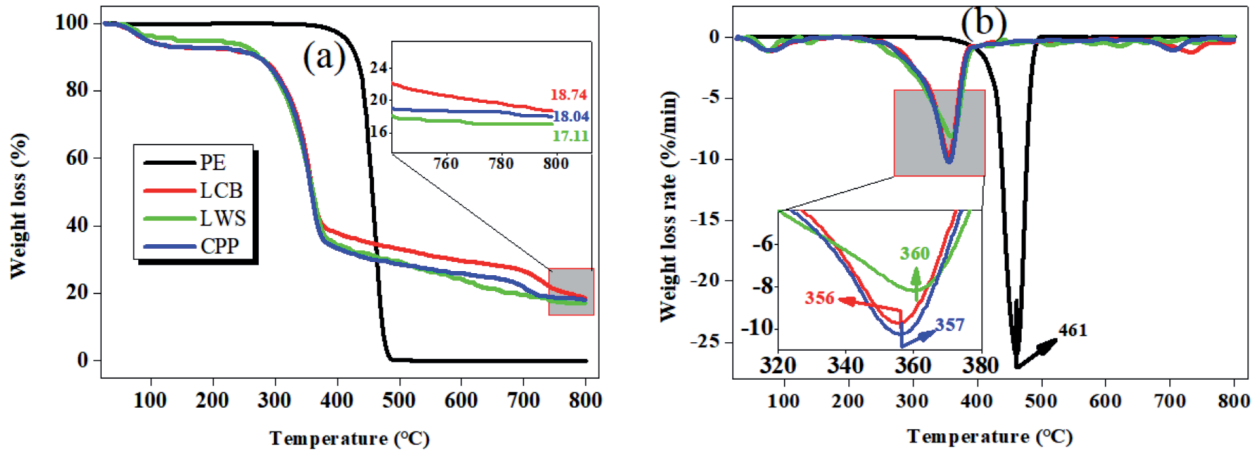 (a)
Weight loss (%)
100
80
60
40
20
0
100 200 300 400 500 600 700 800
Temperature (°C)
PE
LCB
LWS
CPP
24
20
16
760 780 800
18.74
18.04
17.11
(b)
Weight loss rate (%/min)
0
-5
-10
-15
-20
-25
100 200 300 400 500 600 700 800
Temperature (°C)
-6
-8
-10
320 340 360 380
360
356
357
461